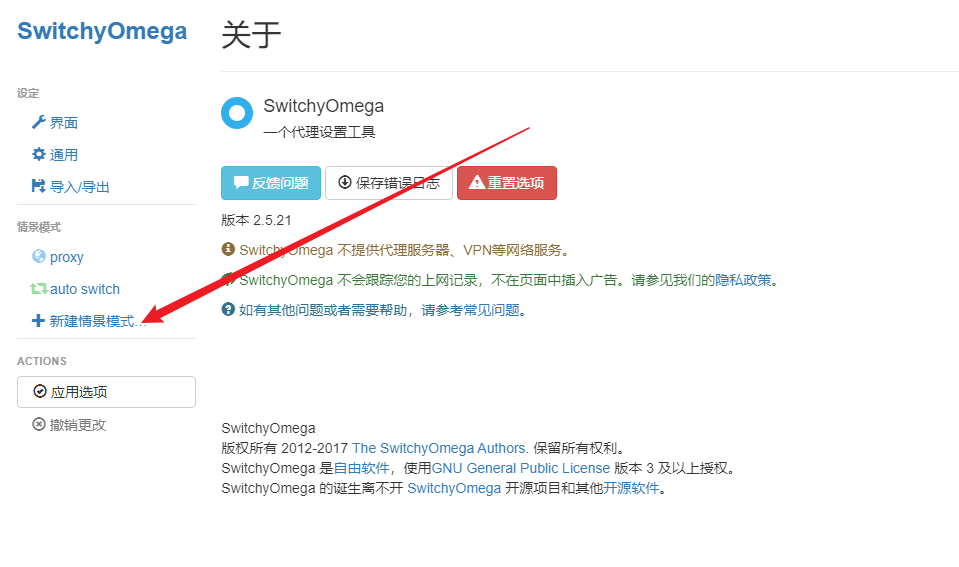 SwitchyOmega
设定
界面
通用
导入/导出
情景模式
proxy
auto switch
新建情景模式...
ACTIONS
应用选项
撤销更改
关于
SwitchyOmega
一个代理设置工具
反馈问题 保存错误日志 重置选项
版本 2.5.21
SwitchyOmega 不提供代理服务器、VPN等网络服务。
SwitchyOmega 不会跟踪您的上网记录，不在页面中插入广告。请参见我们的隐私政策。
如有其他问题或者需要帮助，请参考常见问题。
SwitchyOmega
版权所有 2012-2017 The SwitchyOmega Authors. 保留所有权利。
SwitchyOmega 是自由软件，使用GNU General Public License 版本 3 及以上授权。
SwitchyOmega 的诞生离不开 SwitchyOmega 开源项目和其他开源软件。